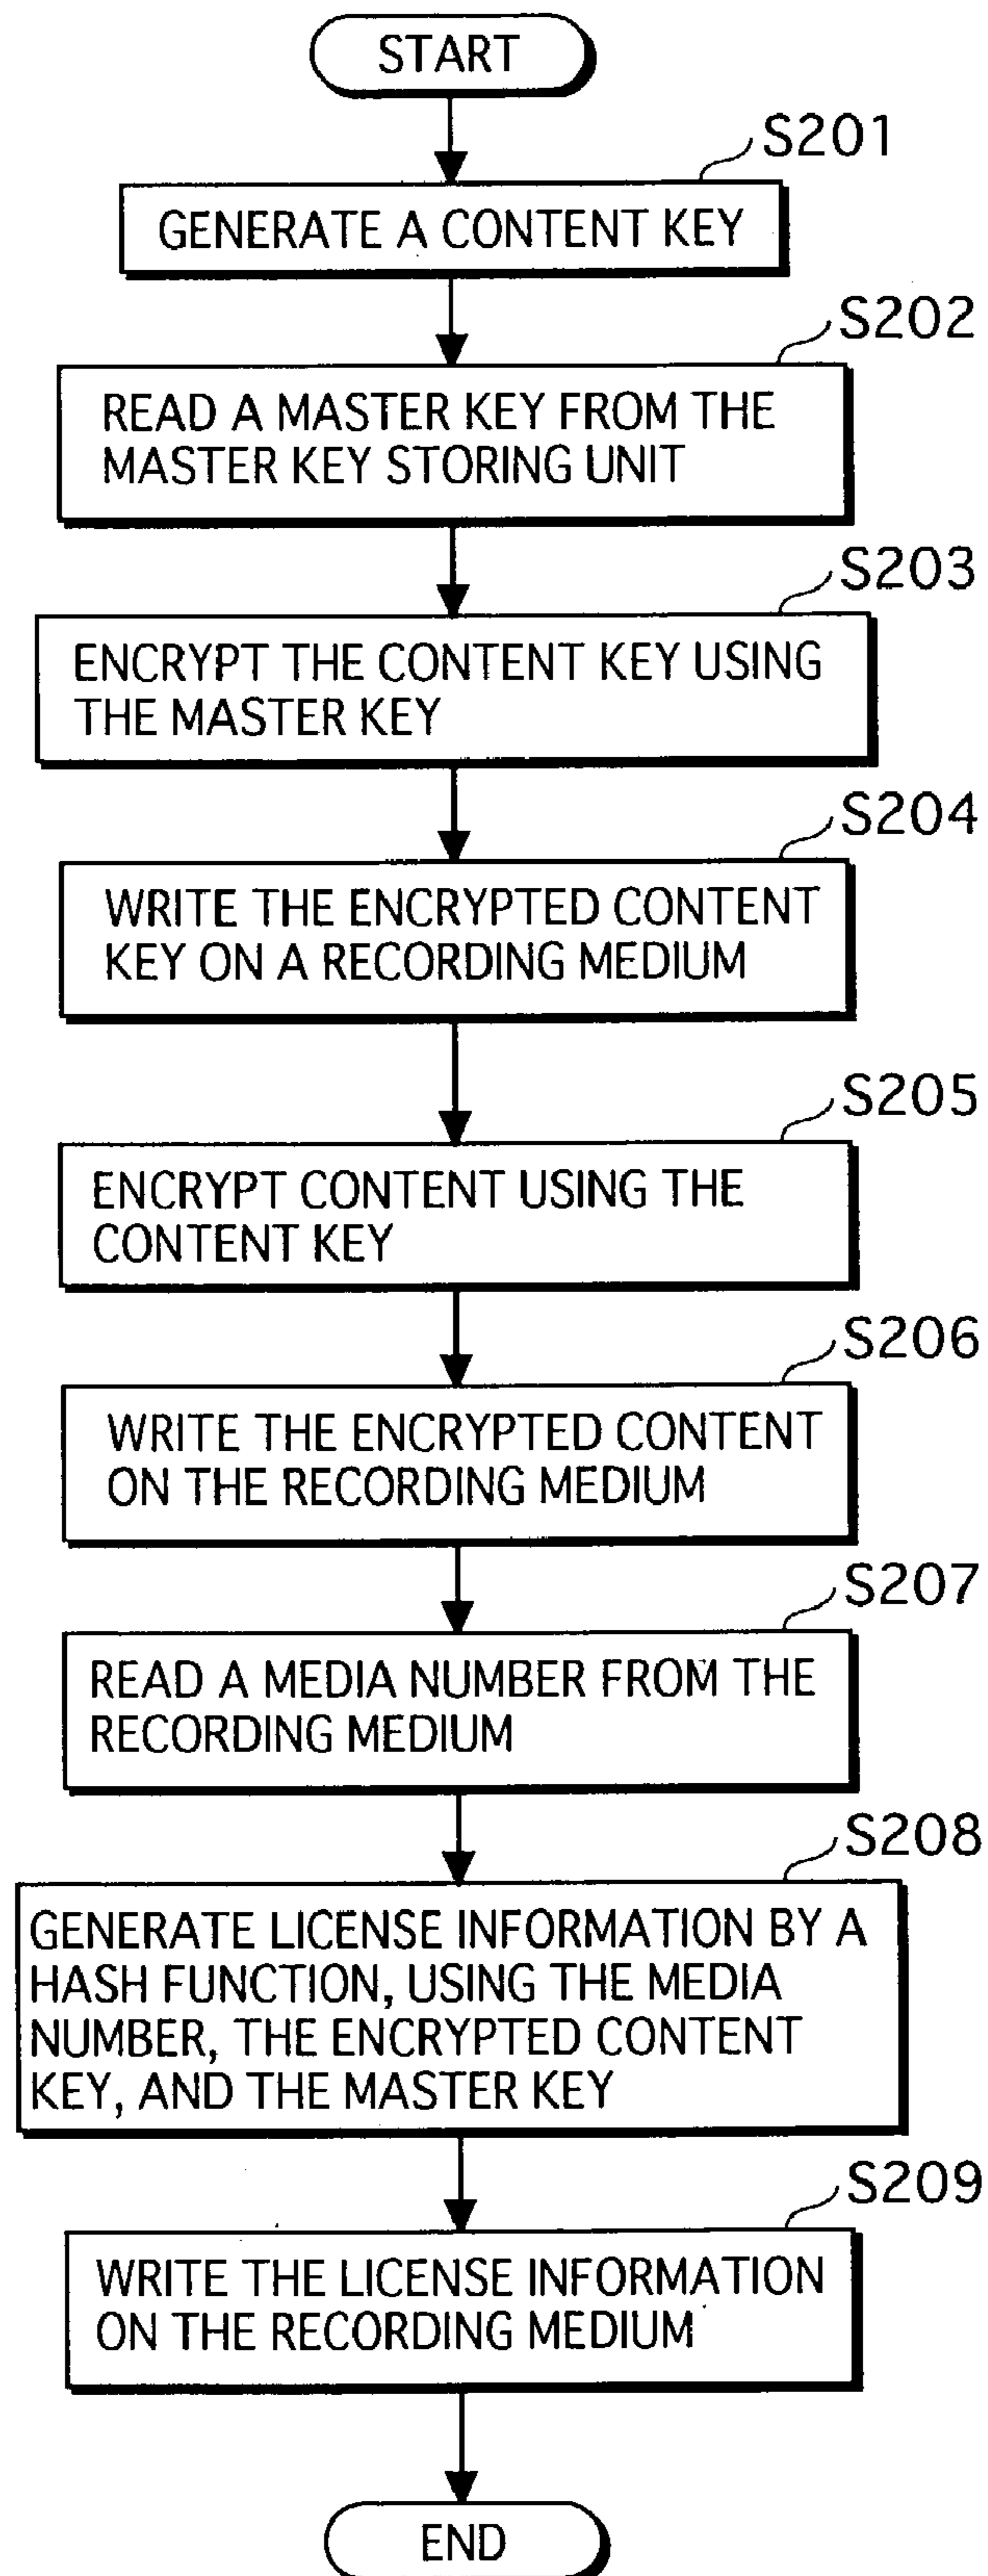 START
S201
GENERATE A CONTENT KEY
S202
READ A MASTER KEY FROM THE
MASTER KEY STORING UNIT
S203
ENCRYPT THE CONTENT KEY USING
THE MASTER KEY
S204
WRITE THE ENCRYPTED CONTENT
KEY ON A RECORDING MEDIUM
S205
ENCRYPT CONTENT USING THE
CONTENT KEY
S206
WRITE THE ENCRYPTED CONTENT
ON THE RECORDING MEDIUM
S207
READ A MEDIA NUMBER FROM THE
RECORDING MEDIUM
S208
GENERATE LICENSE INFORMATION BY A
HASH FUNCTION, USING THE MEDIA
NUMBER, THE ENCRYPTED CONTENT
KEY, AND THE MASTER KEY
S209
WRITE THE LICENSE INFORMATION
ON THE RECORDING MEDIUM
END